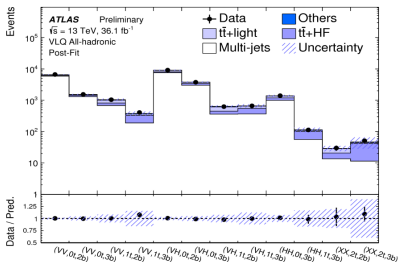 Events
ATLAS Preliminary
√s = 13 TeV, 36.1 fb⁻¹
VLQ All-hadronic
Post-Fit
Data
tt̄+light
Multi-jets
Others
tt̄+HF
Uncertainty
10⁵
10⁴
10³
10²
10
1
Data / Pred.
1.25
1
0.75
0.5
(VV,0t,2b)
(VV,0t,3b)
(VV,1t,2b)
(VV,1t,3b)
(VH,0t,2b)
(VH,0t,3b)
(VH,1t,2b)
(VH,1t,3b)
(HH,0t,3b)
(HH,1t,3b)
(XX,2t,2b)
(XX,2t,3b)